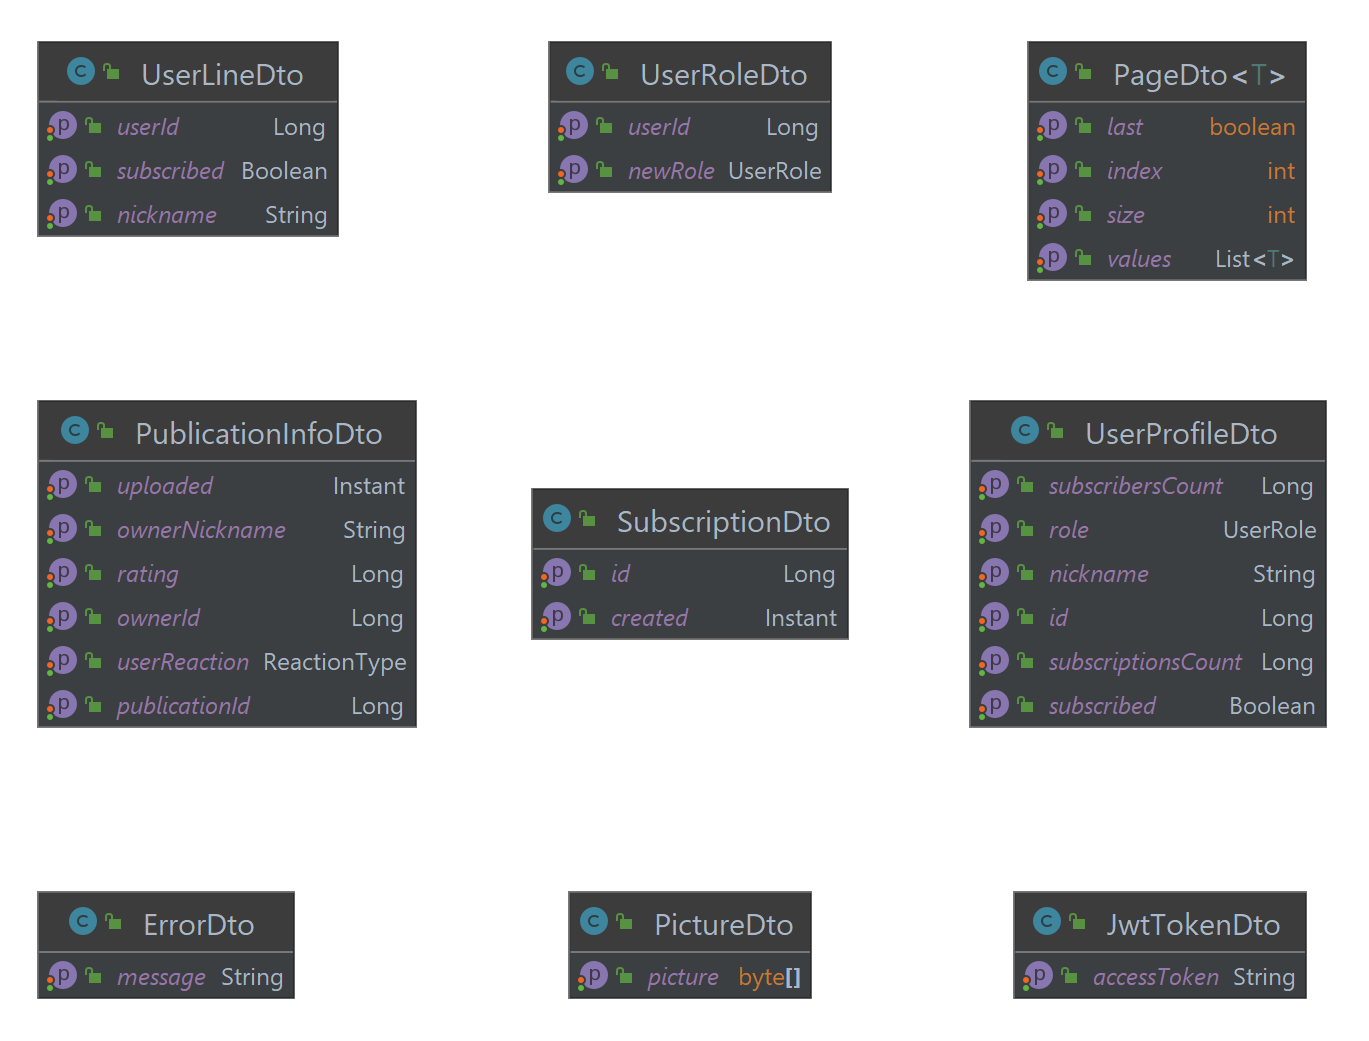 UserLineDto
userId Long
subscribed Boolean
nickname String
UserRoleDto
userId Long
newRole UserRole
PageDto<T>
last boolean
index int
size int
values List<T>
PublicationInfoDto
uploaded Instant
ownerNickname String
rating Long
ownerId Long
userReaction ReactionType
publicationId Long
SubscriptionDto
id Long
created Instant
UserProfileDto
subscribersCount Long
role UserRole
nickname String
id Long
subscriptionsCount Long
subscribed Boolean
ErrorDto
message String
PictureDto
picture byte[]
JwtTokenDto
accessToken String